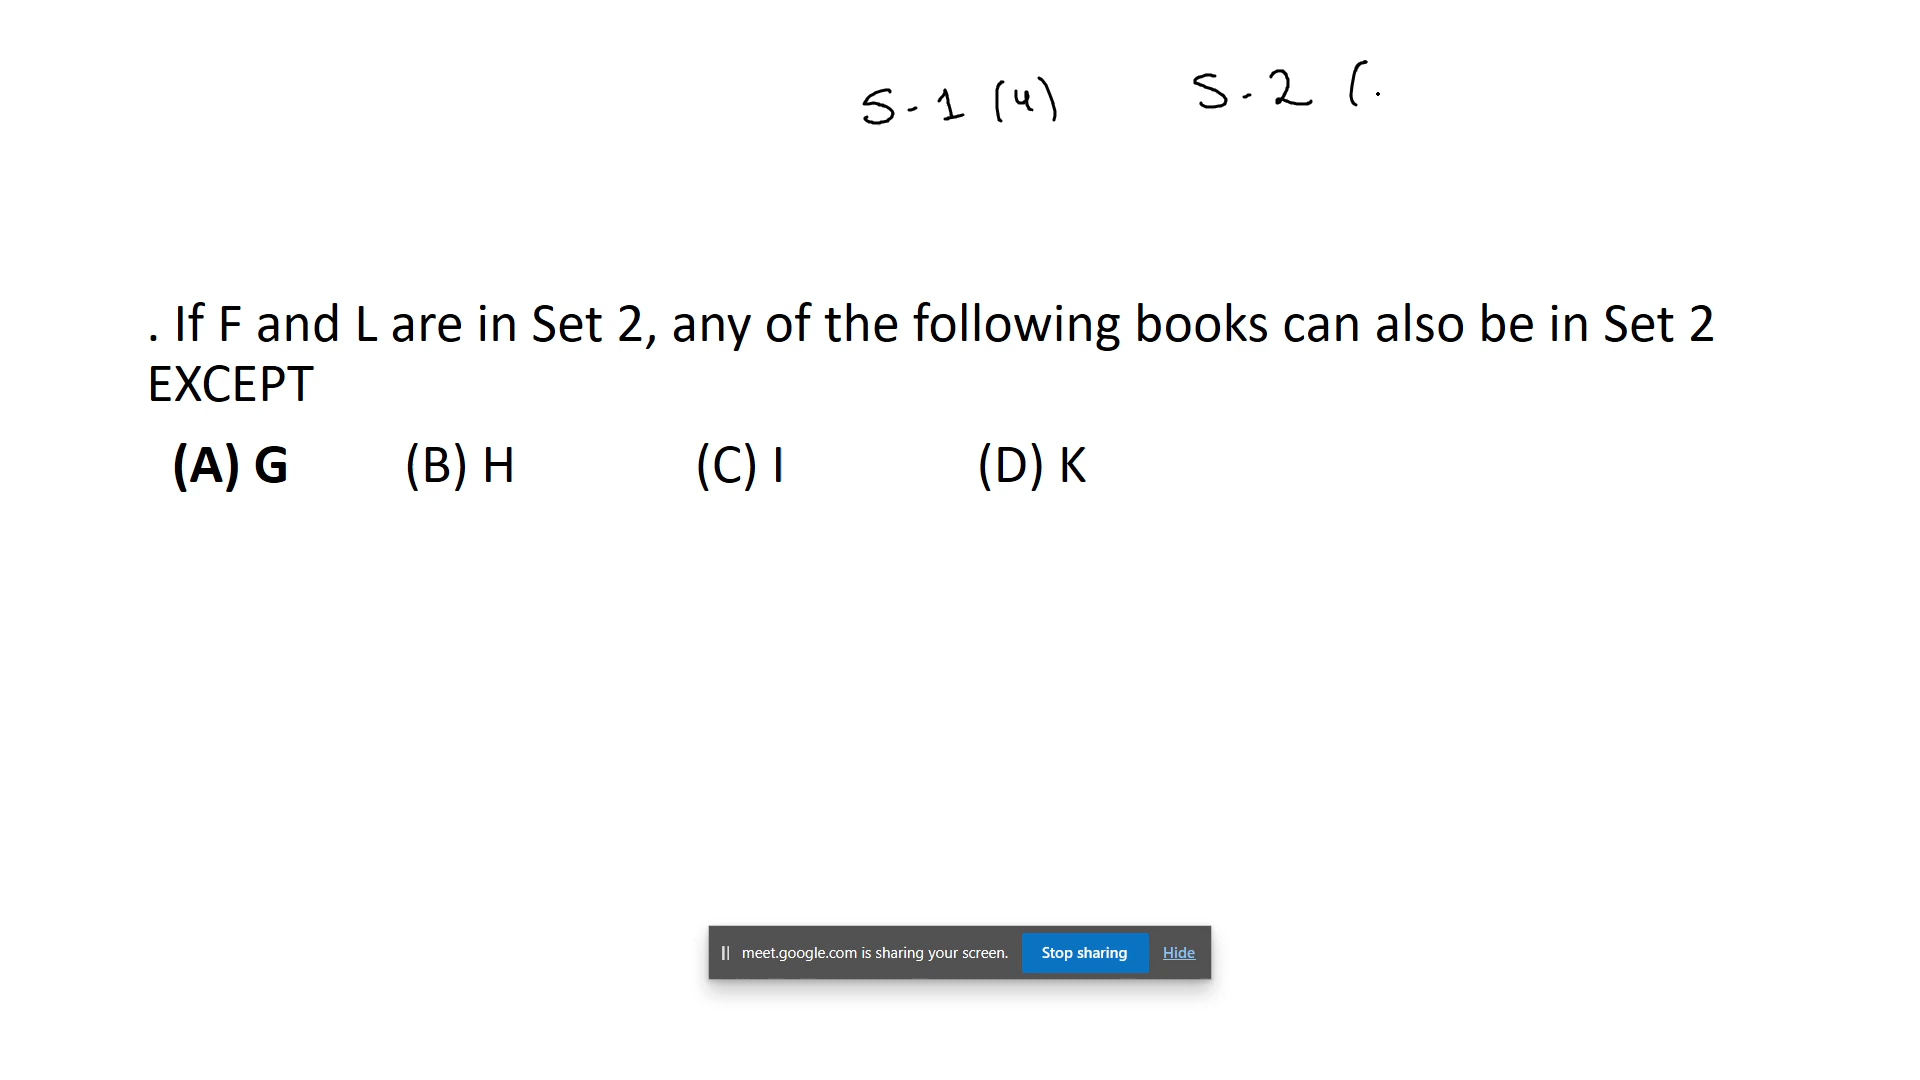 S-1 (4) S-2 (.
. If F and L are in Set 2, any of the following books can also be in Set 2
EXCEPT
(A) G (B) H (C) I (D) K
meet.google.com is sharing your screen. Stop sharing Hide